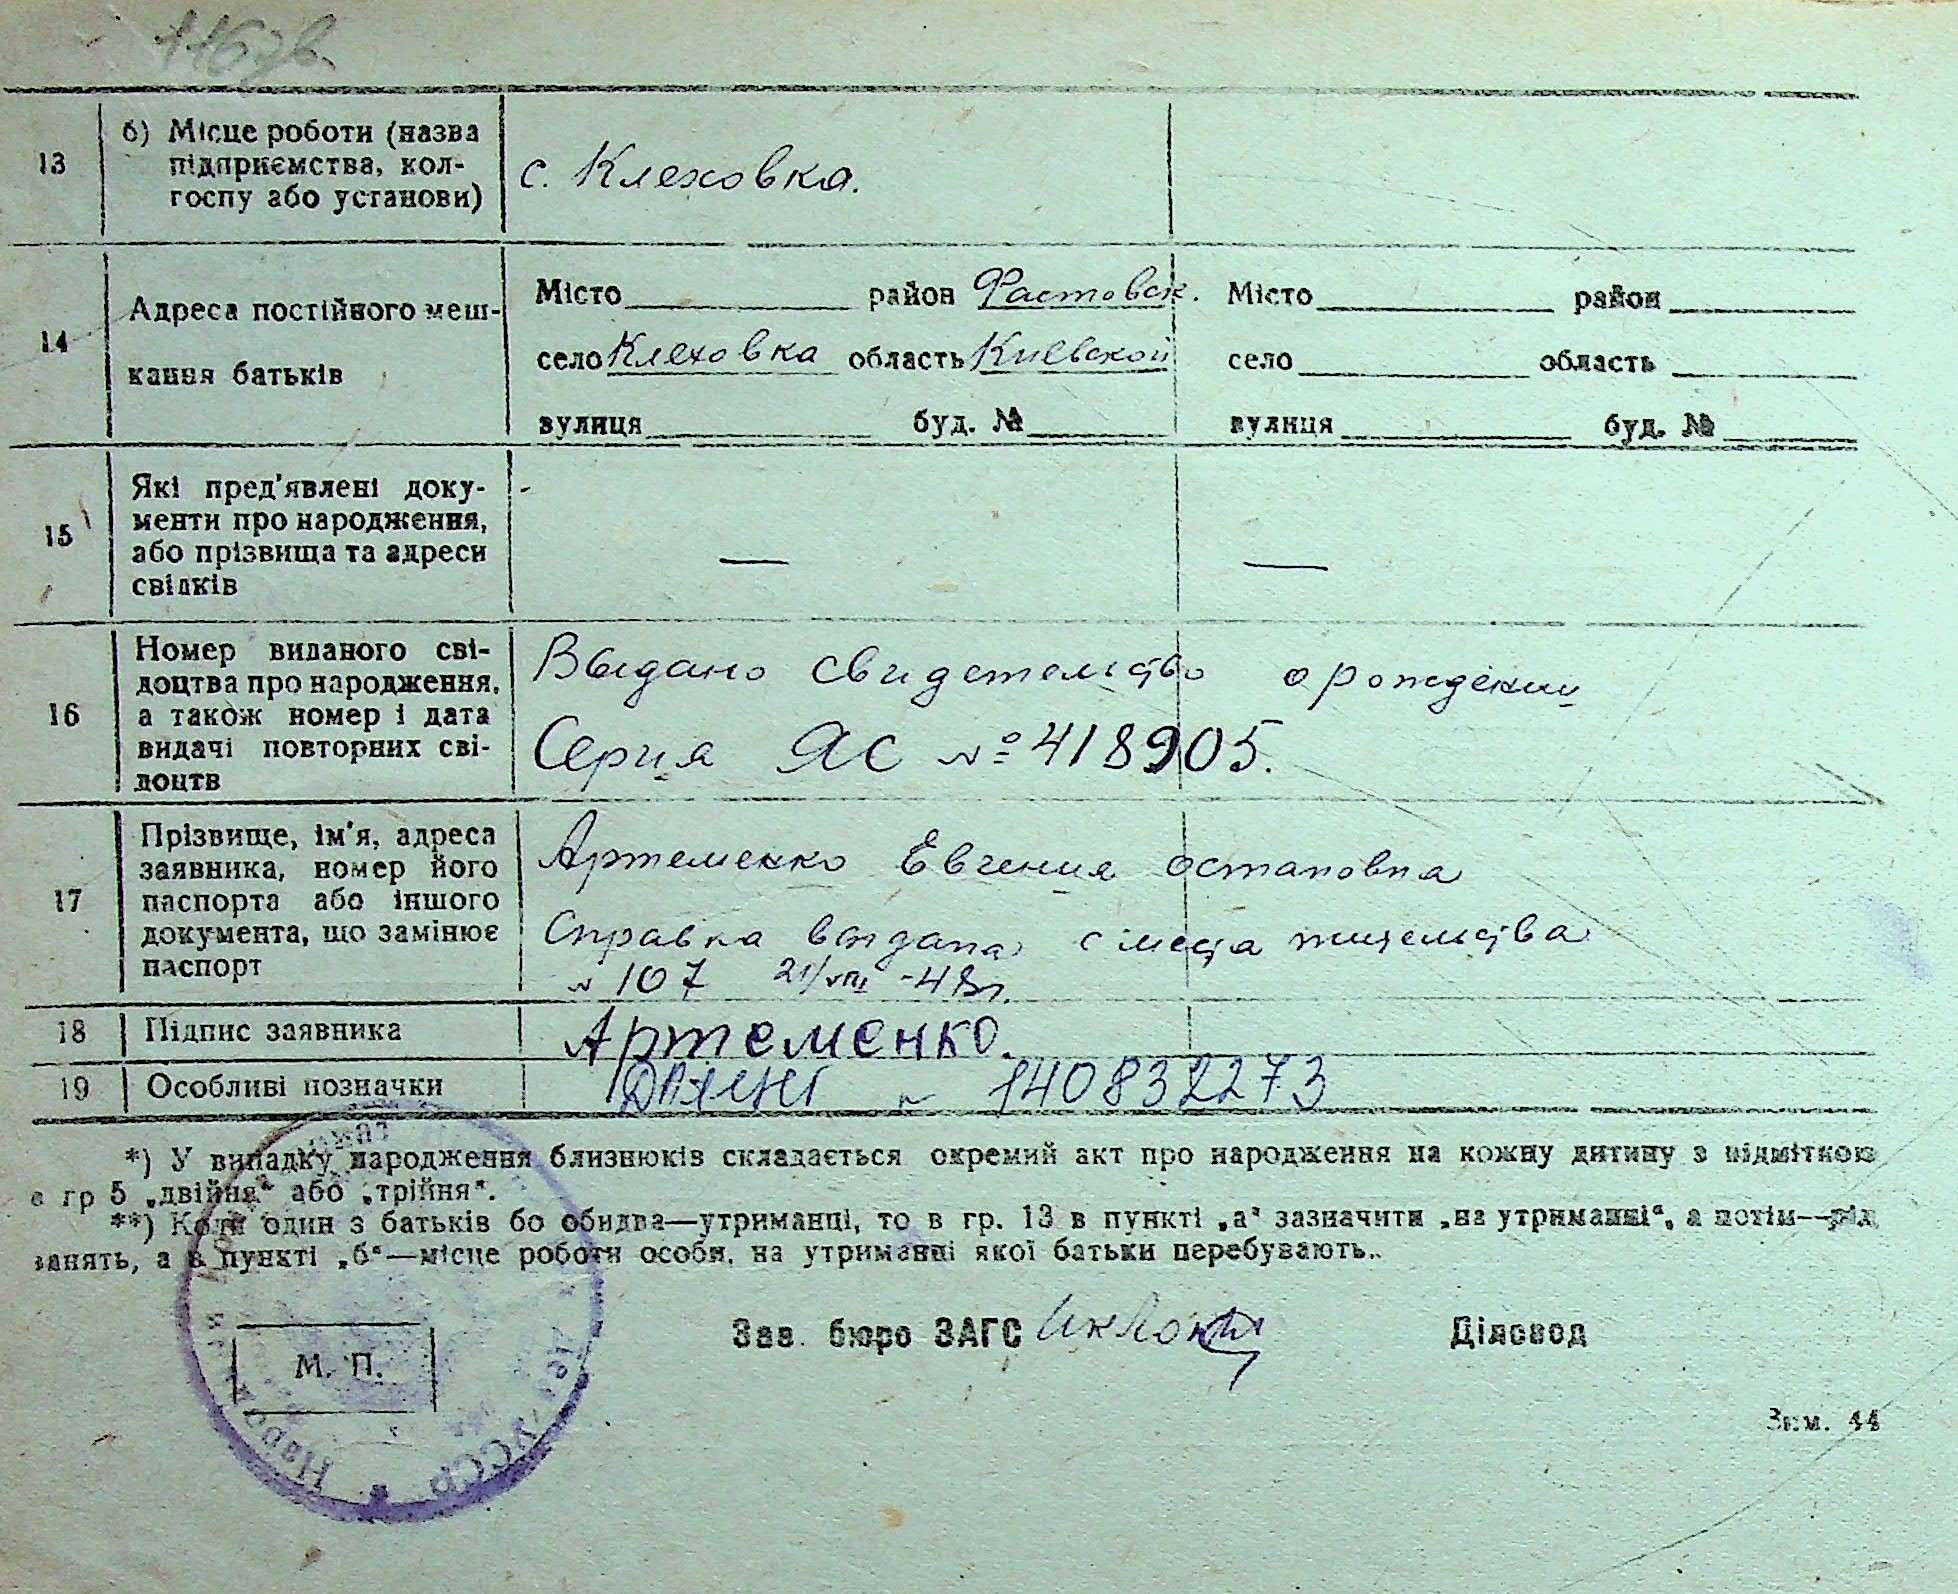 116зв.
13
б) Місце роботи (назва
підприємства, кол-
госпу або установи)
с. Клеховка.
14
Адреса постійного меш-
кання батьків
Місто район Фастовск.
село Клеховка область Киевской
вулиця буд. №
Місто район
село область
вулиця буд. №
15
Які пред'явлені доку-
менти про народження,
або прізвища та адреси
свідків
—
—
16
Номер виданого сві-
доцтва про народження,
а також номер і дата
видачі повторних сві-
доцтв
Выдано свидетельство о рождении
Серия ЯС № 418905.
17
Прізвище, ім'я, адреса
заявника, номер його
паспорта або іншого
документа, що замінює
паспорт
Артеменко Евгения Остаповна
Справка выдана с места жительства
№ 107 21/VIII -48г.
18
Підпис заявника
Артеменко.
19
Особливі позначки
№ 140832273
*) У випадку народження близнюків складається окремий акт про народження на кожну дитину з відміткою
в гр 5 „двійня“ або „трійня“.
**) Коли один з батьків бо обидва—утриманці, то в гр. 13 в пункті „а“ зазначити „на утриманні“, а потім—рід
занять, а в пункті „б“—місце роботи особи, на утриманні якої батьки перебувають.
Зав. бюро ЗАГС
Діловод
М. П.
УССР
Зам. 44